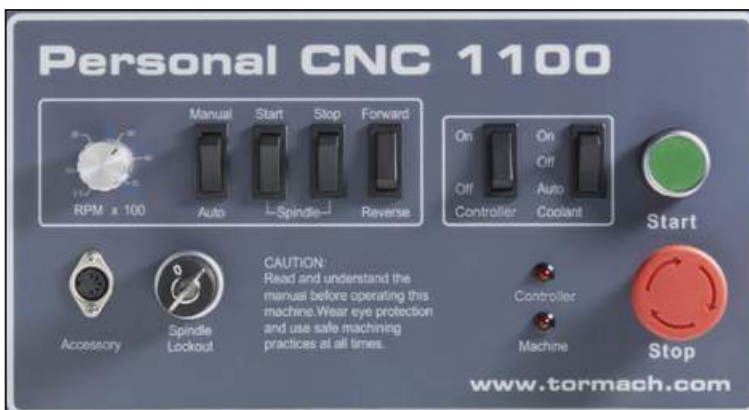 Personal CNC 1100
Manual Start Stop Forward
Auto Spindle Reverse
RPM x 100
On
Off
Controller
On
Off
Auto
Coolant
Start
Accessory
0
Spindle
Lockout
CAUTION:
Read and understand the
manual before operating this
machine. Wear eye protection
and use safe machining
practices at all times.
Controller
Machine
Stop
www.tormach.com